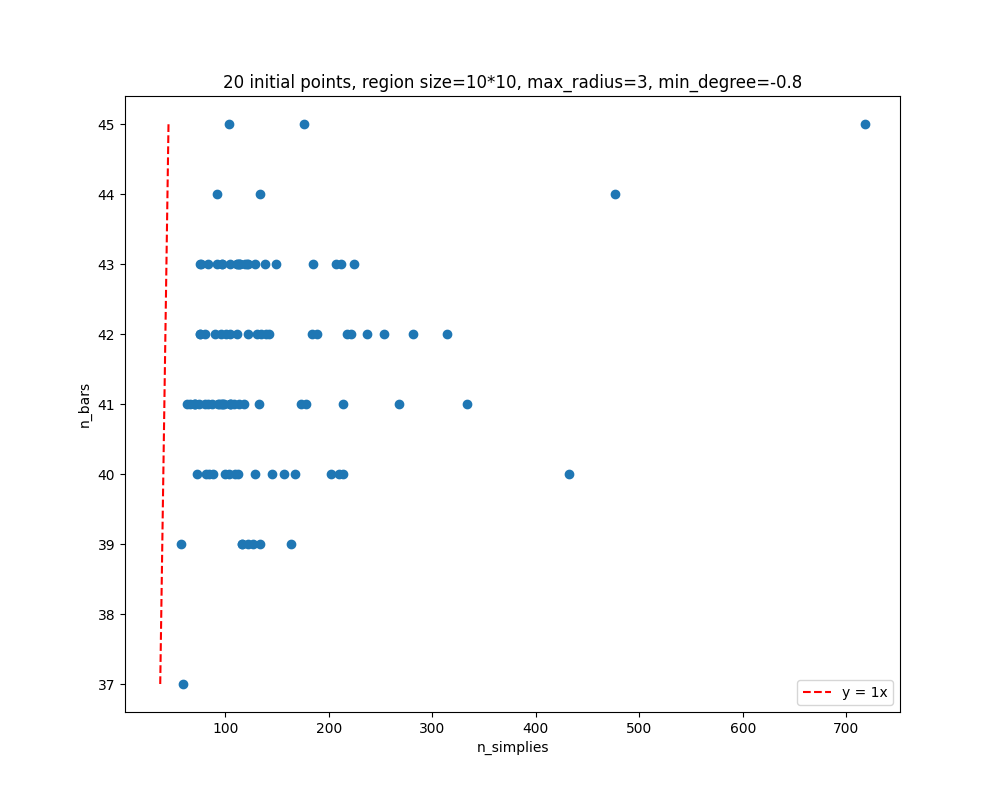 20 initial points, region size=10*10, max_radius=3, min_degree=-0.8
n_bars
45
44
43
42
41
40
39
38
37
y = 1x
100 200 300 400 500 600 700
n_simplies